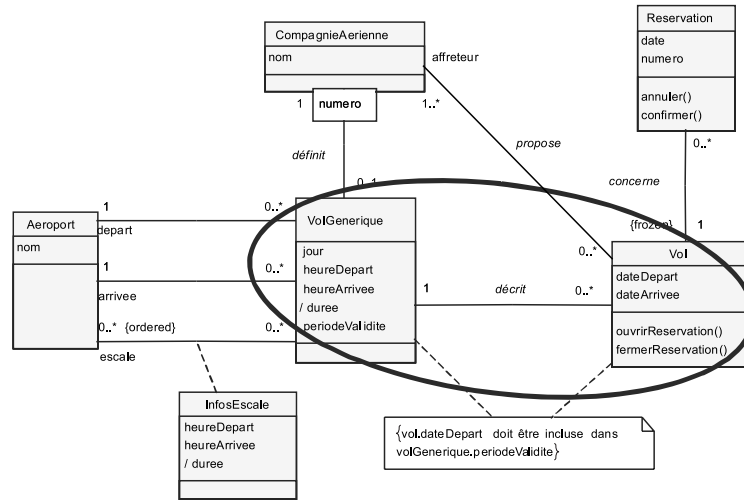 Reservation
date
numero
annuler()
confirmer()
0..*
CompagnieAerienne
nom
affreteur
1
numero
1..*
propose
définit
0..1
concerne
{frozen}
1
Aeroport
nom
1
0..*
depart
1
0..*
arrivee
0..* {ordered}
0..*
escale
VolGenerique
jour
heureDepart
heureArrivee
/ duree
periodeValidite
1
décrit
0..*
0..*
Vol
dateDepart
dateArrivee
ouvrirReservation()
fermerReservation()
InfosEscale
heureDepart
heureArrivee
/ duree
{vol.dateDepart doit être incluse dans
volGenerique.periodeValidite}